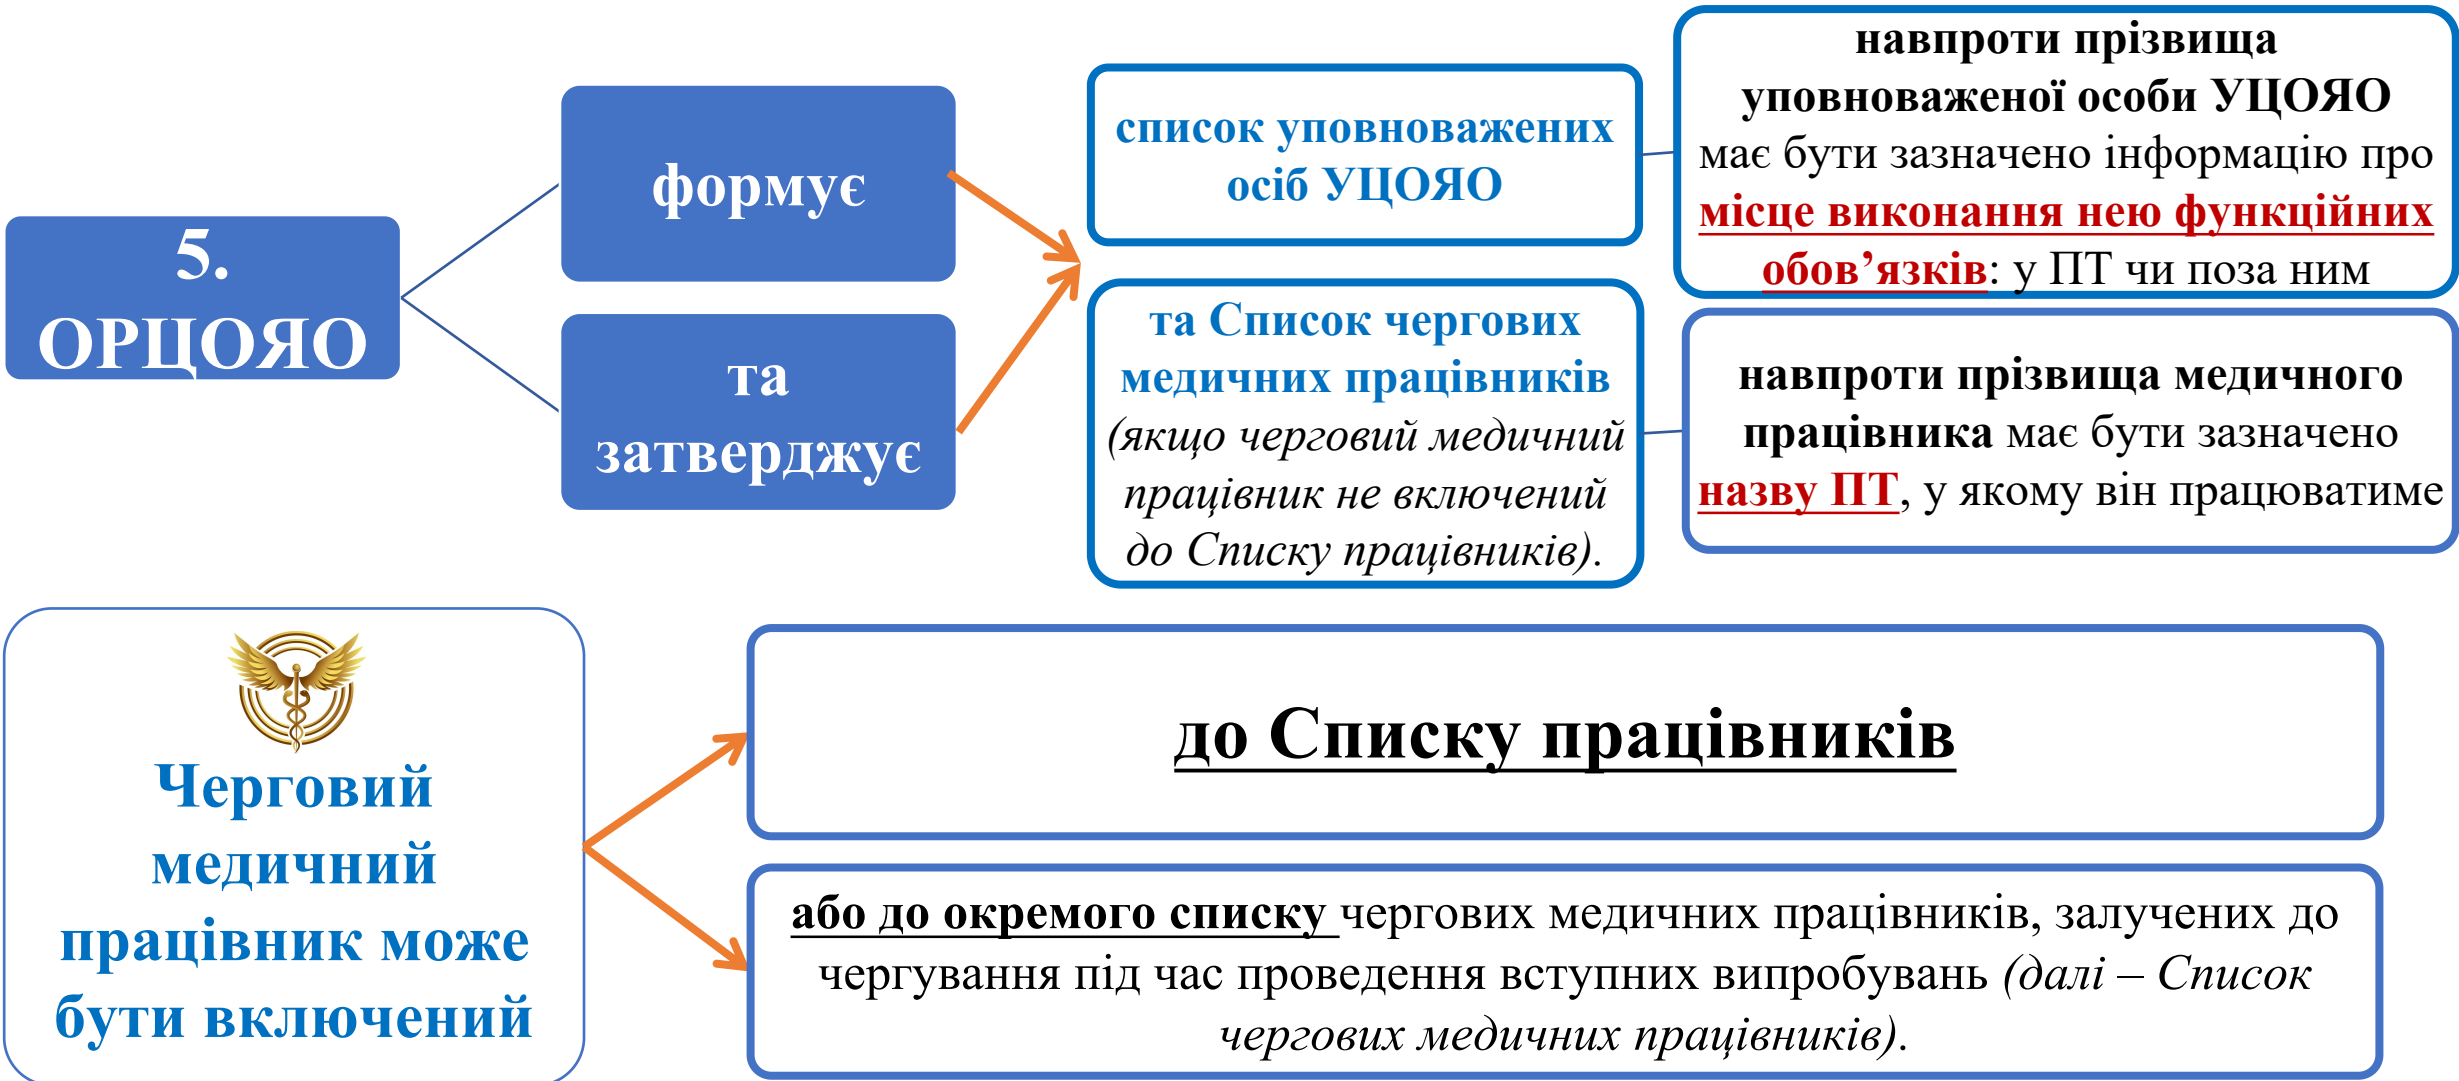 5.
ОРЦОЯО
формує
та
затверджує
список уповноважених
осіб УЦОЯО
навпроти прізвища
уповноваженої особи УЦОЯО
має бути зазначено інформацію про
місце виконання нею функційних
обов’язків: у ПТ чи поза ним
та Список чергових
медичних працівників
(якщо черговий медичний
працівник не включений
до Списку працівників).
навпроти прізвища медичного
працівника має бути зазначено
назву ПТ, у якому він працюватиме
Черговий
медичний
працівник може
бути включений
до Списку працівників
або до окремого списку чергових медичних працівників, залучених до
чергування під час проведення вступних випробувань (далі – Список
чергових медичних працівників).